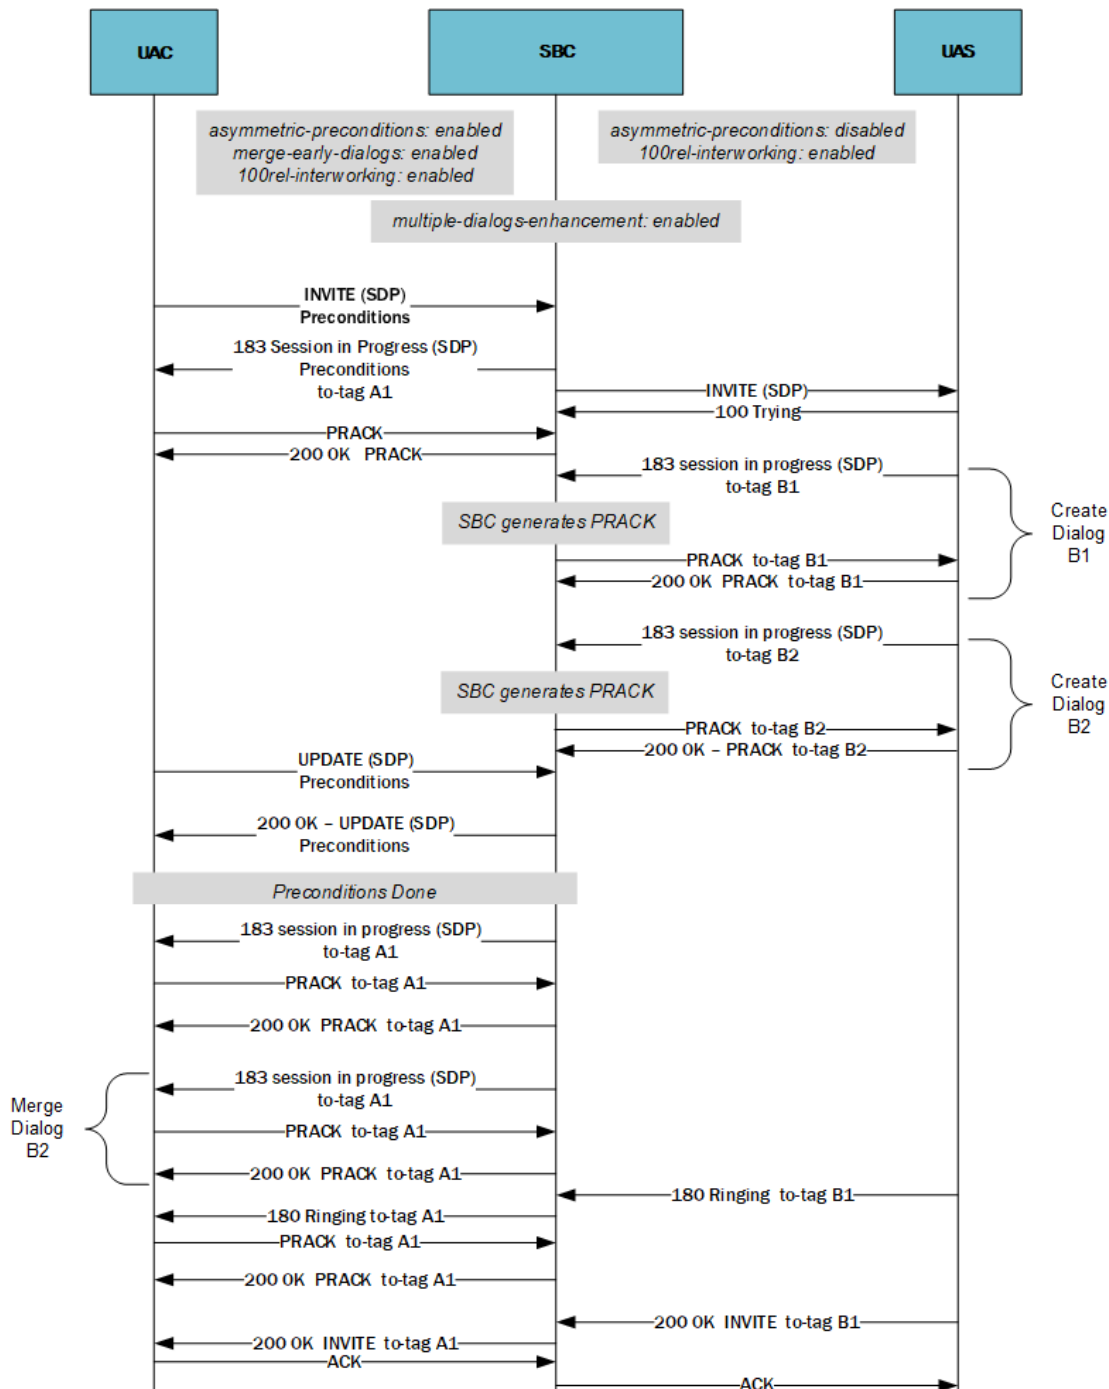 UAC
SBC
UAS
asymmetric-preconditions: enabled
merge-early-dialogs: enabled
100rel-interworking: enabled
asymmetric-preconditions: disabled
100rel-interworking: enabled
multiple-dialogs-enhancement: enabled
INVITE (SDP)
Preconditions
183 Session in Progress (SDP)
Preconditions
to-tag A1
INVITE (SDP)
100 Trying
PRACK
200 OK PRACK
183 session in progress (SDP)
to-tag B1
SBC generates PRACK
Create
Dialog
B1
PRACK to-tag B1
200 OK PRACK to-tag B1
183 session in progress (SDP)
to-tag B2
SBC generates PRACK
Create
Dialog
B2
PRACK to-tag B2
200 OK – PRACK to-tag B2
UPDATE (SDP)
Preconditions
200 OK – UPDATE (SDP)
Preconditions
Preconditions Done
183 session in progress (SDP)
to-tag A1
PRACK to-tag A1
200 OK PRACK to-tag A1
183 session in progress (SDP)
to-tag A1
Merge
Dialog
B2
PRACK to-tag A1
200 OK PRACK to-tag A1
180 Ringing to-tag B1
180 Ringing to-tag A1
PRACK to-tag A1
200 OK PRACK to-tag A1
200 OK INVITE to-tag B1
200 OK INVITE to-tag A1
ACK
ACK